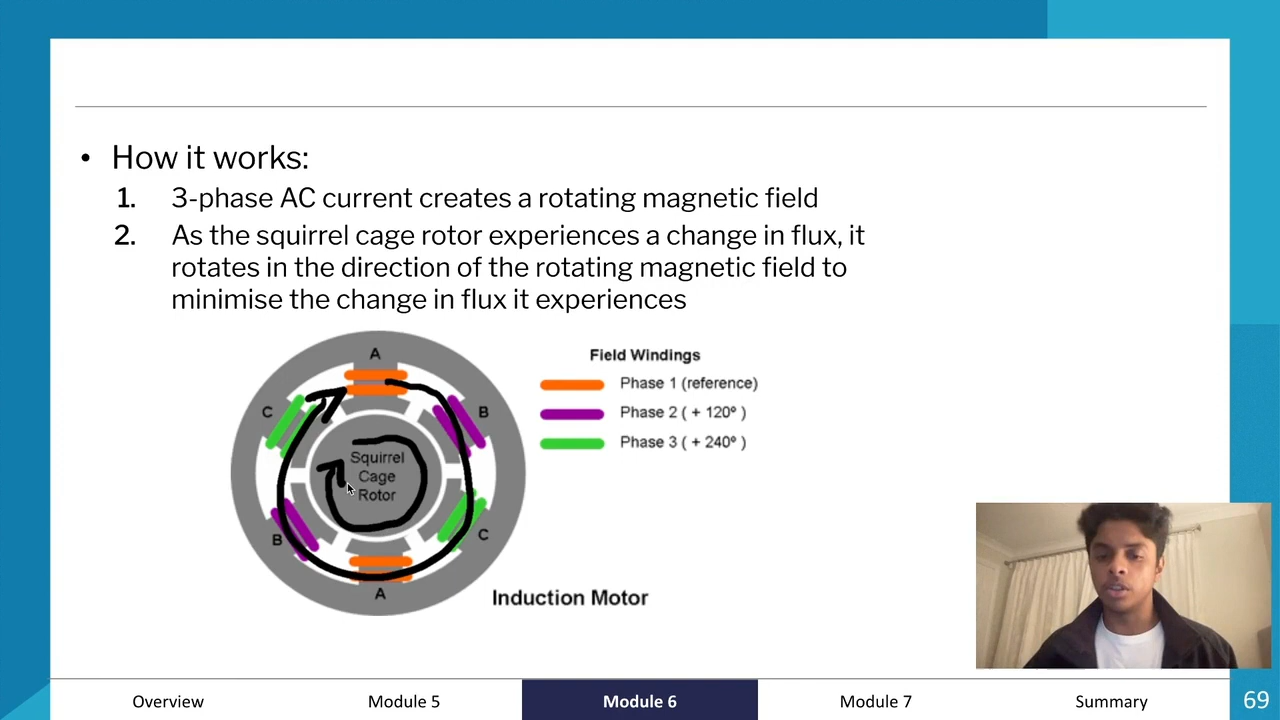 • How it works:
1. 3-phase AC current creates a rotating magnetic field
2. As the squirrel cage rotor experiences a change in flux, it
rotates in the direction of the rotating magnetic field to
minimise the change in flux it experiences
A
B
C
A
B
C
Squirrel
Cage
Rotor
Field Windings
Phase 1 (reference)
Phase 2 ( + 120º )
Phase 3 ( + 240º )
Induction Motor
Overview
Module 5
Module 6
Module 7
Summary
69